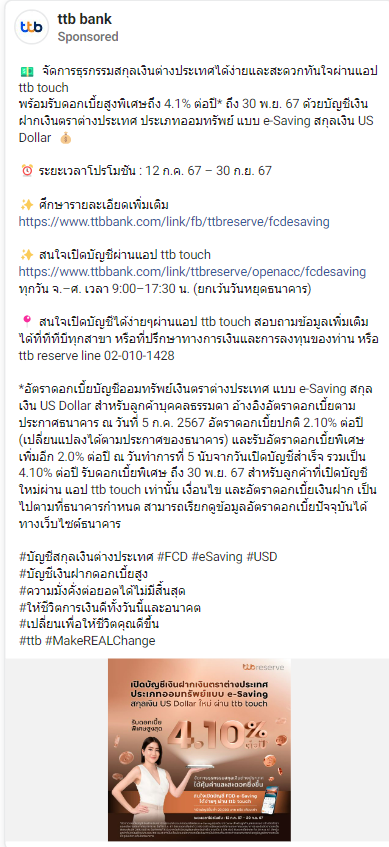 ttb
ttb bank
Sponsored
💵 จัดการธุรกรรมสกุลเงินต่างประเทศได้ง่ายและสะดวกทันใจผ่านแอป
ttb touch
พร้อมรับดอกเบี้ยสูงพิเศษถึง 4.1% ต่อปี* ถึง 30 พ.ย. 67 ด้วยบัญชีเงิน
ฝากเงินตราต่างประเทศ ประเภทออมทรัพย์ แบบ e-Saving สกุลเงิน US
Dollar 💰
⏰ ระยะเวลาโปรโมชัน : 12 ก.ค. 67 – 30 ก.ย. 67
✨ ศึกษารายละเอียดเพิ่มเติม
https://www.ttbbank.com/link/fb/ttbreserve/fcdesaving
✨ สนใจเปิดบัญชีผ่านแอป ttb touch
https://www.ttbbank.com/link/ttbreserve/openacc/fcdesaving
ทุกวัน จ.–ศ. เวลา 9:00–17:30 น. (ยกเว้นวันหยุดธนาคาร)
📍 สนใจเปิดบัญชีได้ง่ายๆผ่านแอป ttb touch สอบถามข้อมูลเพิ่มเติม
ได้ที่ทีทีบีทุกสาขา หรือที่ปรึกษาทางการเงินและการลงทุนของท่าน หรือ
ttb reserve line 02-010-1428
*อัตราดอกเบี้ยบัญชีออมทรัพย์เงินตราต่างประเทศ แบบ e-Saving สกุล
เงิน US Dollar สำหรับลูกค้าบุคคลธรรมดา อ้างอิงอัตราดอกเบี้ยตาม
ประกาศธนาคาร ณ วันที่ 5 ก.ค. 2567 อัตราดอกเบี้ยปกติ 2.10% ต่อปี
(เปลี่ยนแปลงได้ตามประกาศของธนาคาร) และรับอัตราดอกเบี้ยพิเศษ
เพิ่มอีก 2.0% ต่อปี ณ วันทำการที่ 5 นับจากวันเปิดบัญชีสำเร็จ รวมเป็น
4.10% ต่อปี รับดอกเบี้ยพิเศษ ถึง 30 พ.ย. 67 สำหรับลูกค้าที่เปิดบัญชี
ใหม่ผ่าน แอป ttb touch เท่านั้น เงื่อนไข และอัตราดอกเบี้ยเงินฝาก เป็น
ไปตามที่ธนาคารกำหนด สามารถเรียกดูข้อมูลอัตราดอกเบี้ยปัจจุบันได้
ทางเว็บไซต์ธนาคาร
#บัญชีสกุลเงินต่างประเทศ #FCD #eSaving #USD
#บัญชีเงินฝากดอกเบี้ยสูง
#ความมั่งคั่งต่อยอดได้ไม่มีสิ้นสุด
#ให้ชีวิตการเงินดีทั้งวันนี้และอนาคต
#เปลี่ยนเพื่อให้ชีวิตคุณดีขึ้น
#ttb #MakeREALChange
ttb reserve
เปิดบัญชีเงินฝากเงินตราต่างประเทศ
ประเภทออมทรัพย์แบบ e-Saving
สกุลเงิน US Dollar ใหม่ ผ่าน ttb touch
รับดอกเบี้ย
พิเศษสูงสุด
4.10%
ต่อปี*